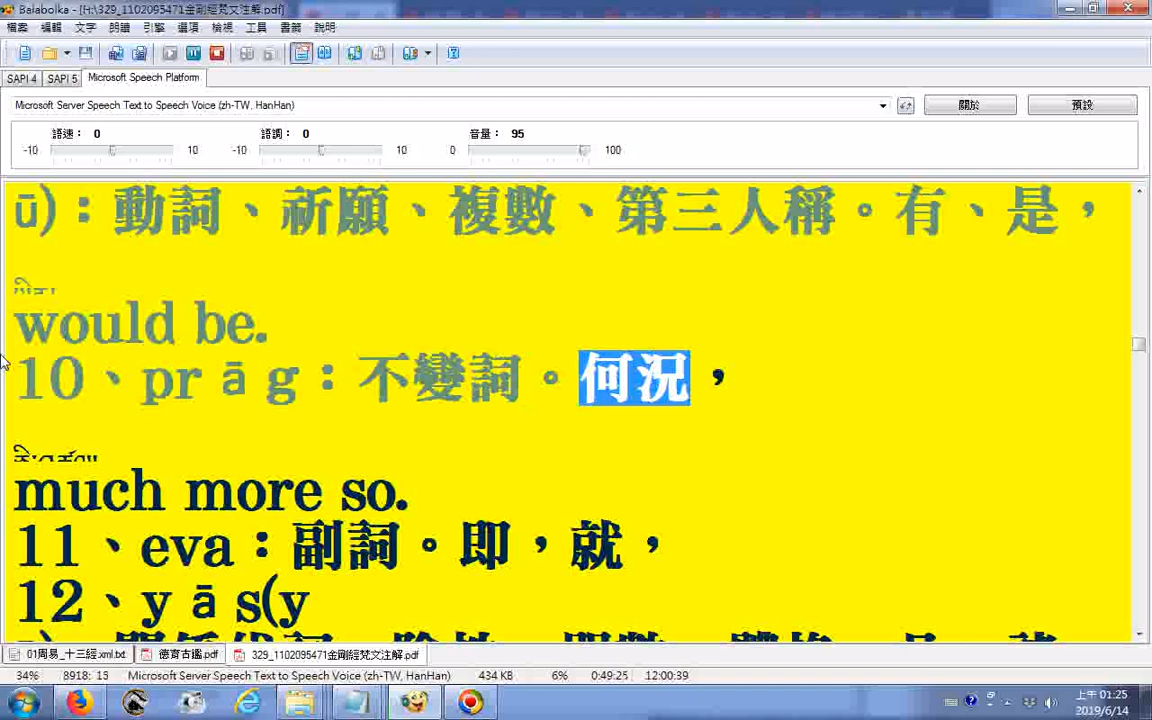 Balabolka - [H:\329_1102095471金剛經梵文注解.pdf]
檔案 編輯 文字 朗讀 引擎 選項 檢視 工具 書籤 說明
SAPI 4 SAPI 5 Microsoft Speech Platform
Microsoft Server Speech Text to Speech Voice (zh-TW, HanHan) 關於 預設
語速： 0 語調： 0 音量： 95
-10 10 -10 10 0 100
ū)：動詞、祈願、複數、第三人稱。有、是，
would be.
10、pr ā g：不變詞。何況，
much more so.
11、eva：副詞。即，就，
12、y ā s(y
01周易_十三經.xml.txt 德育古鑑.pdf 329_1102095471金剛經梵文注解.pdf
34% 8918: 13 Microsoft Server Speech Text to Speech Voice (zh-TW, HanHan) 434 KB 6% 0:49:25 12:00:39
上午 01:25
2019/6/14